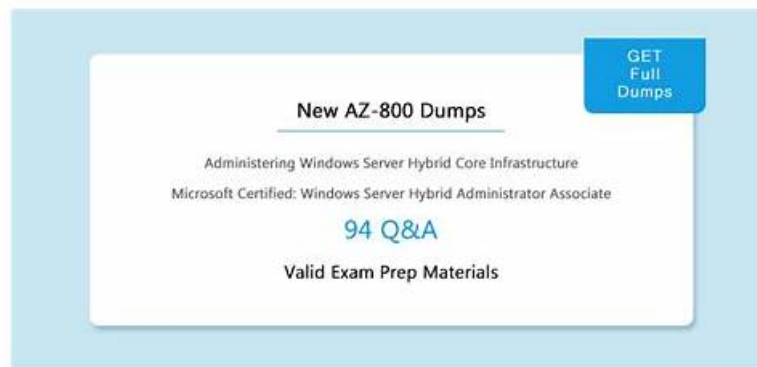 GET
Full
Dumps
New AZ-800 Dumps
Administering Windows Server Hybrid Core Infrastructure
Microsoft Certified: Windows Server Hybrid Administrator Associate
94 Q&A
Valid Exam Prep Materials